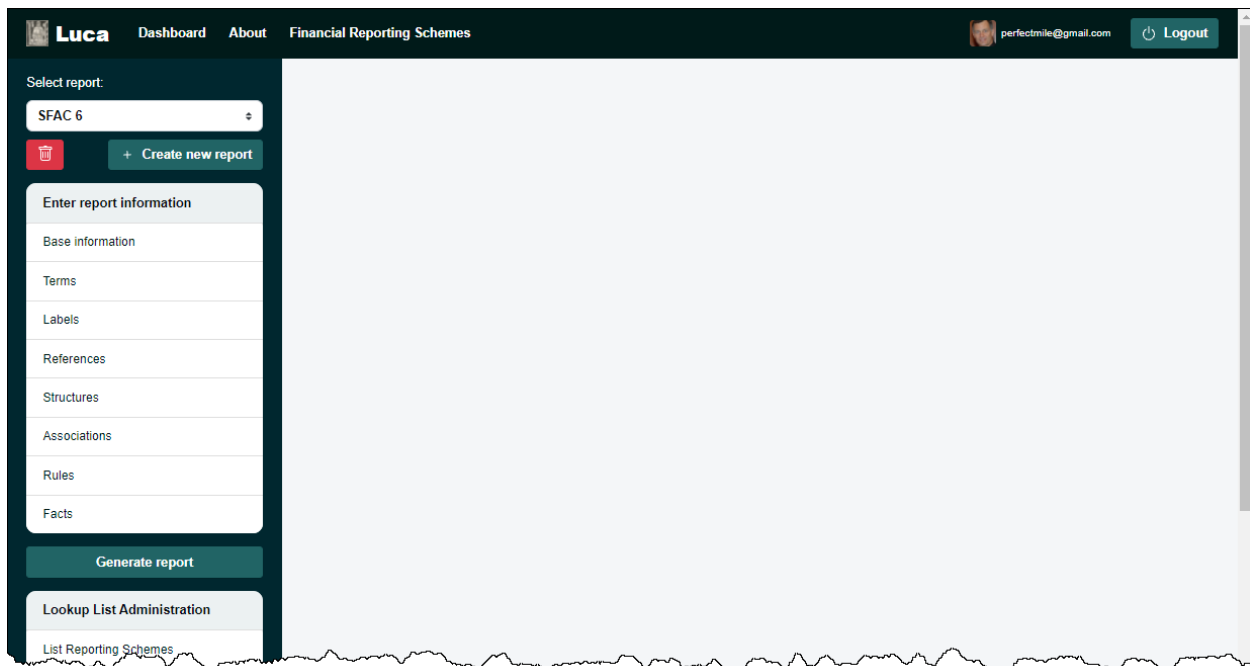 Luca Dashboard About Financial Reporting Schemes perfectmile@gmail.com Logout
Select report:
SFAC 6
+ Create new report
Enter report information
Base information
Terms
Labels
References
Structures
Associations
Rules
Facts
Generate report
Lookup List Administration
List Reporting Schemes